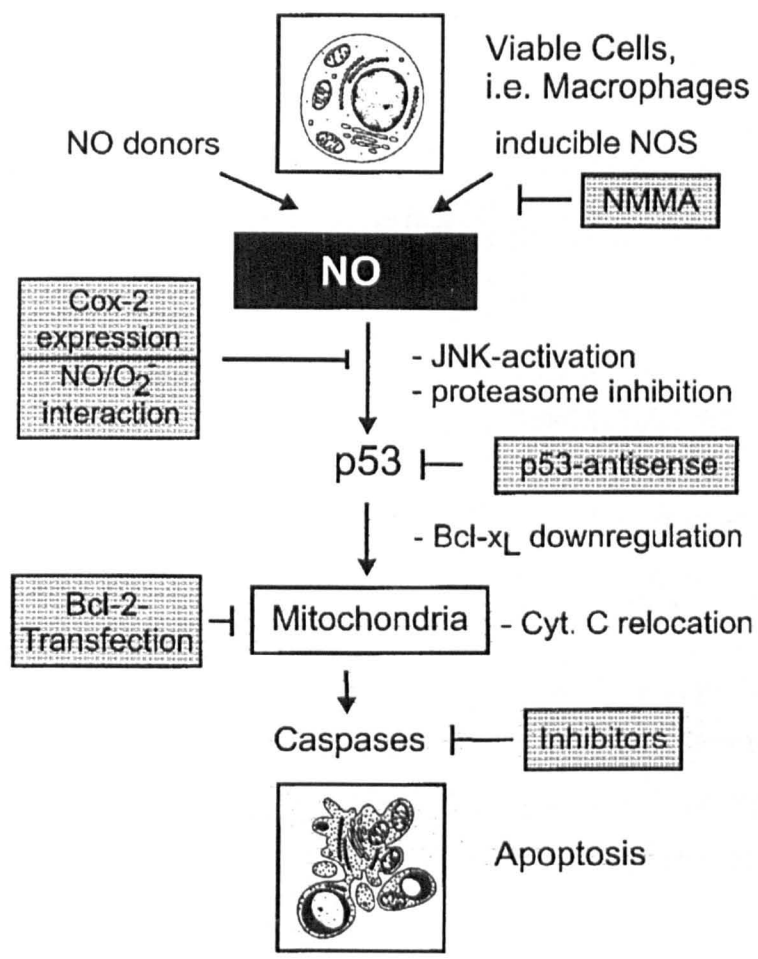 Viable Cells,
i.e. Macrophages
NO donors
inducible NOS
NMMA
NO
Cox-2
expression
NO/O₂⁻
interaction
- JNK-activation
- proteasome inhibition
p53
p53-antisense
- Bcl-xL downregulation
Bcl-2-
Transfection
Mitochondria
- Cyt. C relocation
Caspases
Inhibitors
Apoptosis